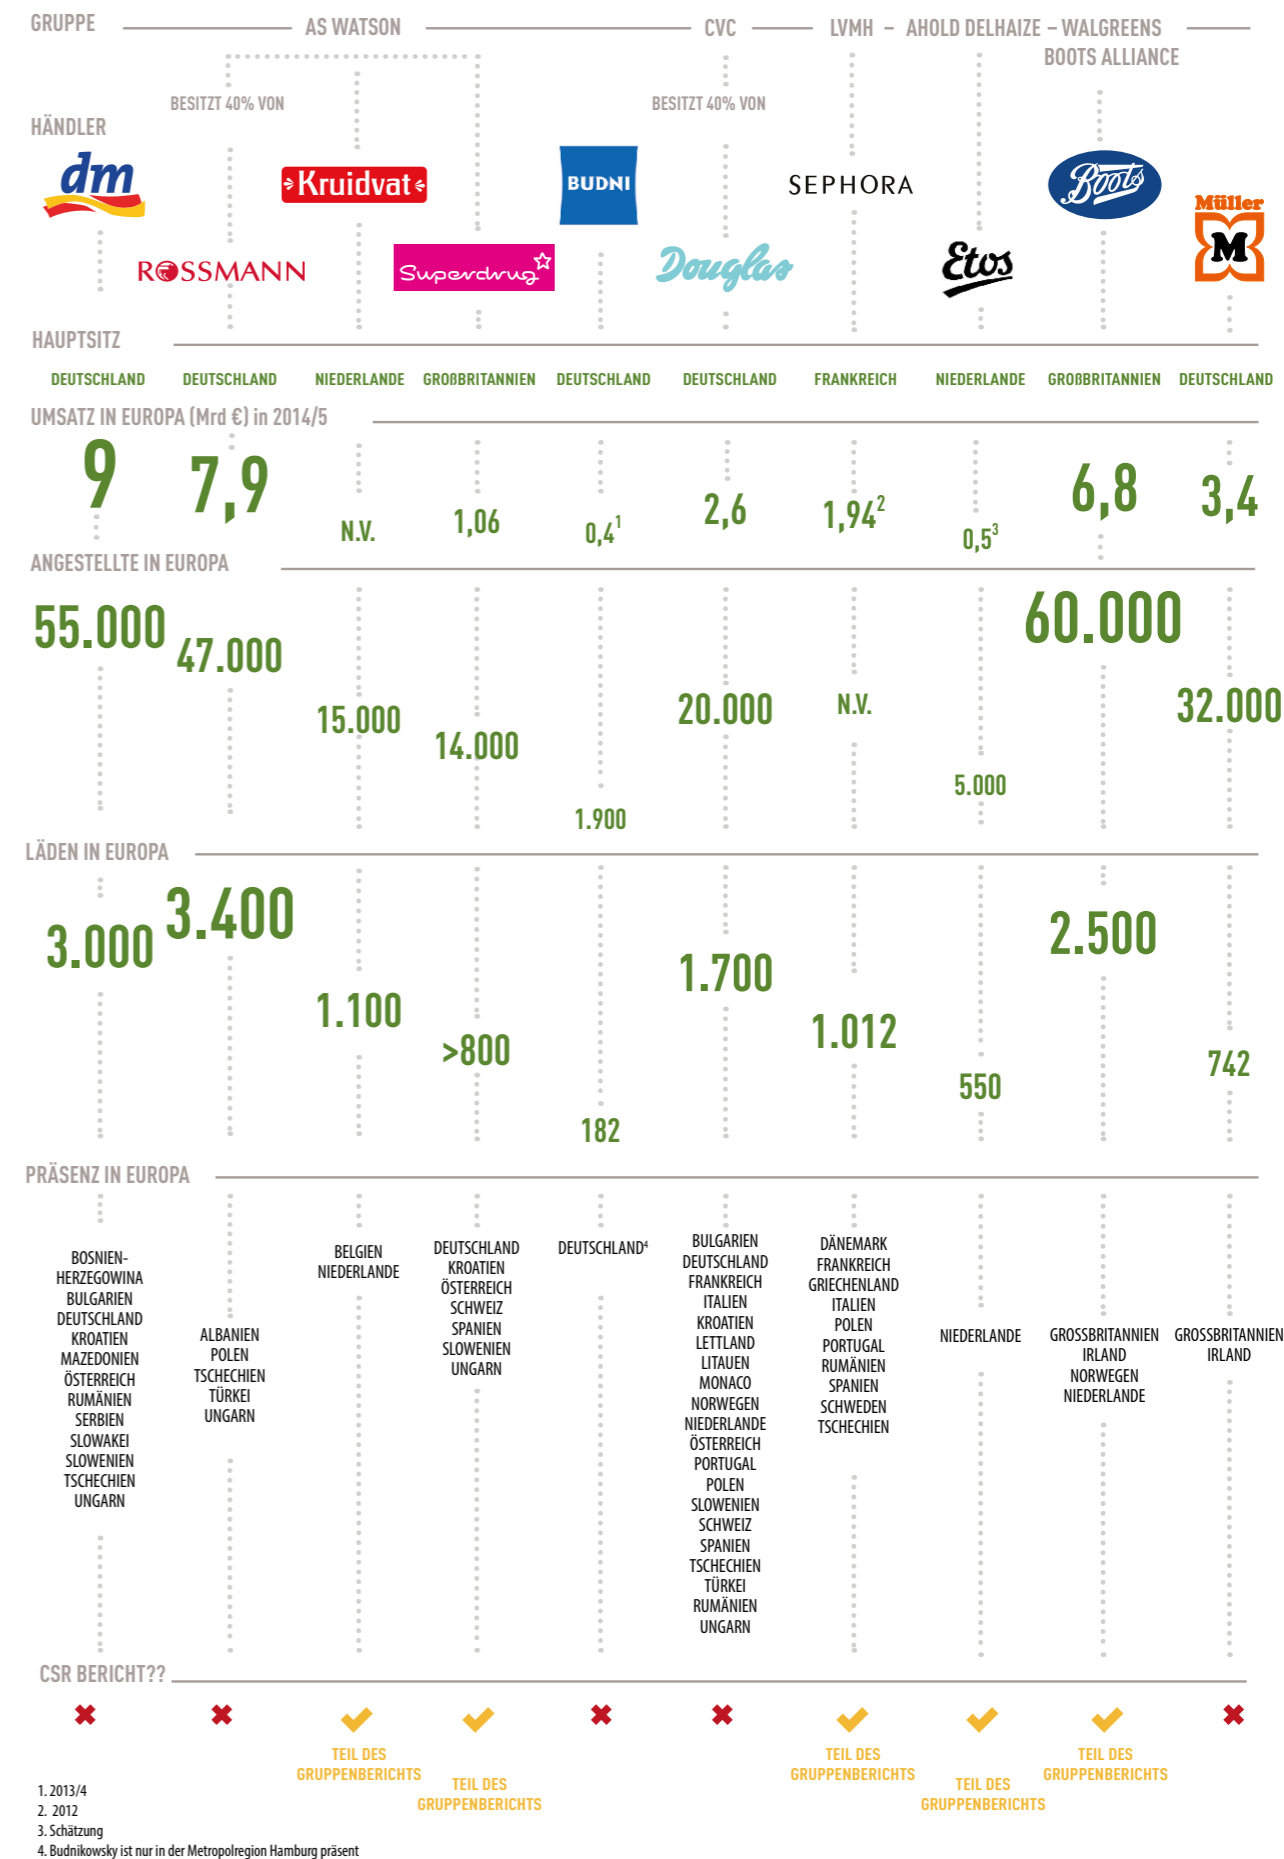 GRUPPE
AS WATSON
CVC
LVMH – AHOLD DELHAIZE – WALGREENS
BOOTS ALLIANCE
BESITZT 40% VON
BESITZT 40% VON
HÄNDLER
dm
ROSSMANN
Kruidvat
Superdrug
BUDNI
Douglas
SEPHORA
Etos
Boots
Müller
M
HAUPTSITZ
DEUTSCHLAND DEUTSCHLAND NIEDERLANDE GROßBRITANNIEN DEUTSCHLAND DEUTSCHLAND FRANKREICH NIEDERLANDE GROßBRITANNIEN DEUTSCHLAND
UMSATZ IN EUROPA (Mrd €) in 2014/5
9 7,9 N.V. 1,06 0,4¹ 2,6 1,94² 0,5³ 6,8 3,4
ANGESTELLTE IN EUROPA
55.000 47.000 15.000 14.000 1.900 20.000 N.V. 5.000 60.000 32.000
LÄDEN IN EUROPA
3.000 3.400 1.100 >800 182 1.700 1.012 550 2.500 742
PRÄSENZ IN EUROPA
BOSNIEN-
HERZEGOWINA
BULGARIEN
DEUTSCHLAND
KROATIEN
MAZEDONIEN
ÖSTERREICH
RUMÄNIEN
SERBIEN
SLOWAKEI
SLOWENIEN
TSCHECHIEN
UNGARN
ALBANIEN
POLEN
TSCHECHIEN
TÜRKEI
UNGARN
BELGIEN
NIEDERLANDE
DEUTSCHLAND
KROATIEN
ÖSTERREICH
SCHWEIZ
SPANIEN
SLOWENIEN
UNGARN
DEUTSCHLAND⁴
BULGARIEN
DEUTSCHLAND
FRANKREICH
ITALIEN
KROATIEN
LETTLAND
LITAUEN
MONACO
NORWEGEN
NIEDERLANDE
ÖSTERREICH
PORTUGAL
POLEN
SLOWENIEN
SCHWEIZ
SPANIEN
TSCHECHIEN
TÜRKEI
RUMÄNIEN
UNGARN
DÄNEMARK
FRANKREICH
GRIECHENLAND
ITALIEN
POLEN
PORTUGAL
RUMÄNIEN
SPANIEN
SCHWEDEN
TSCHECHIEN
NIEDERLANDE
GROSSBRITANNIEN
IRLAND
NORWEGEN
NIEDERLANDE
GROSSBRITANNIEN
IRLAND
CSR BERICHT??
TEIL DES
GRUPPENBERICHTS
TEIL DES
GRUPPENBERICHTS
TEIL DES
GRUPPENBERICHTS
TEIL DES
GRUPPENBERICHTS
TEIL DES
GRUPPENBERICHTS
1. 2013/4
2. 2012
3. Schätzung
4. Budnikowsky ist nur in der Metropolregion Hamburg präsent